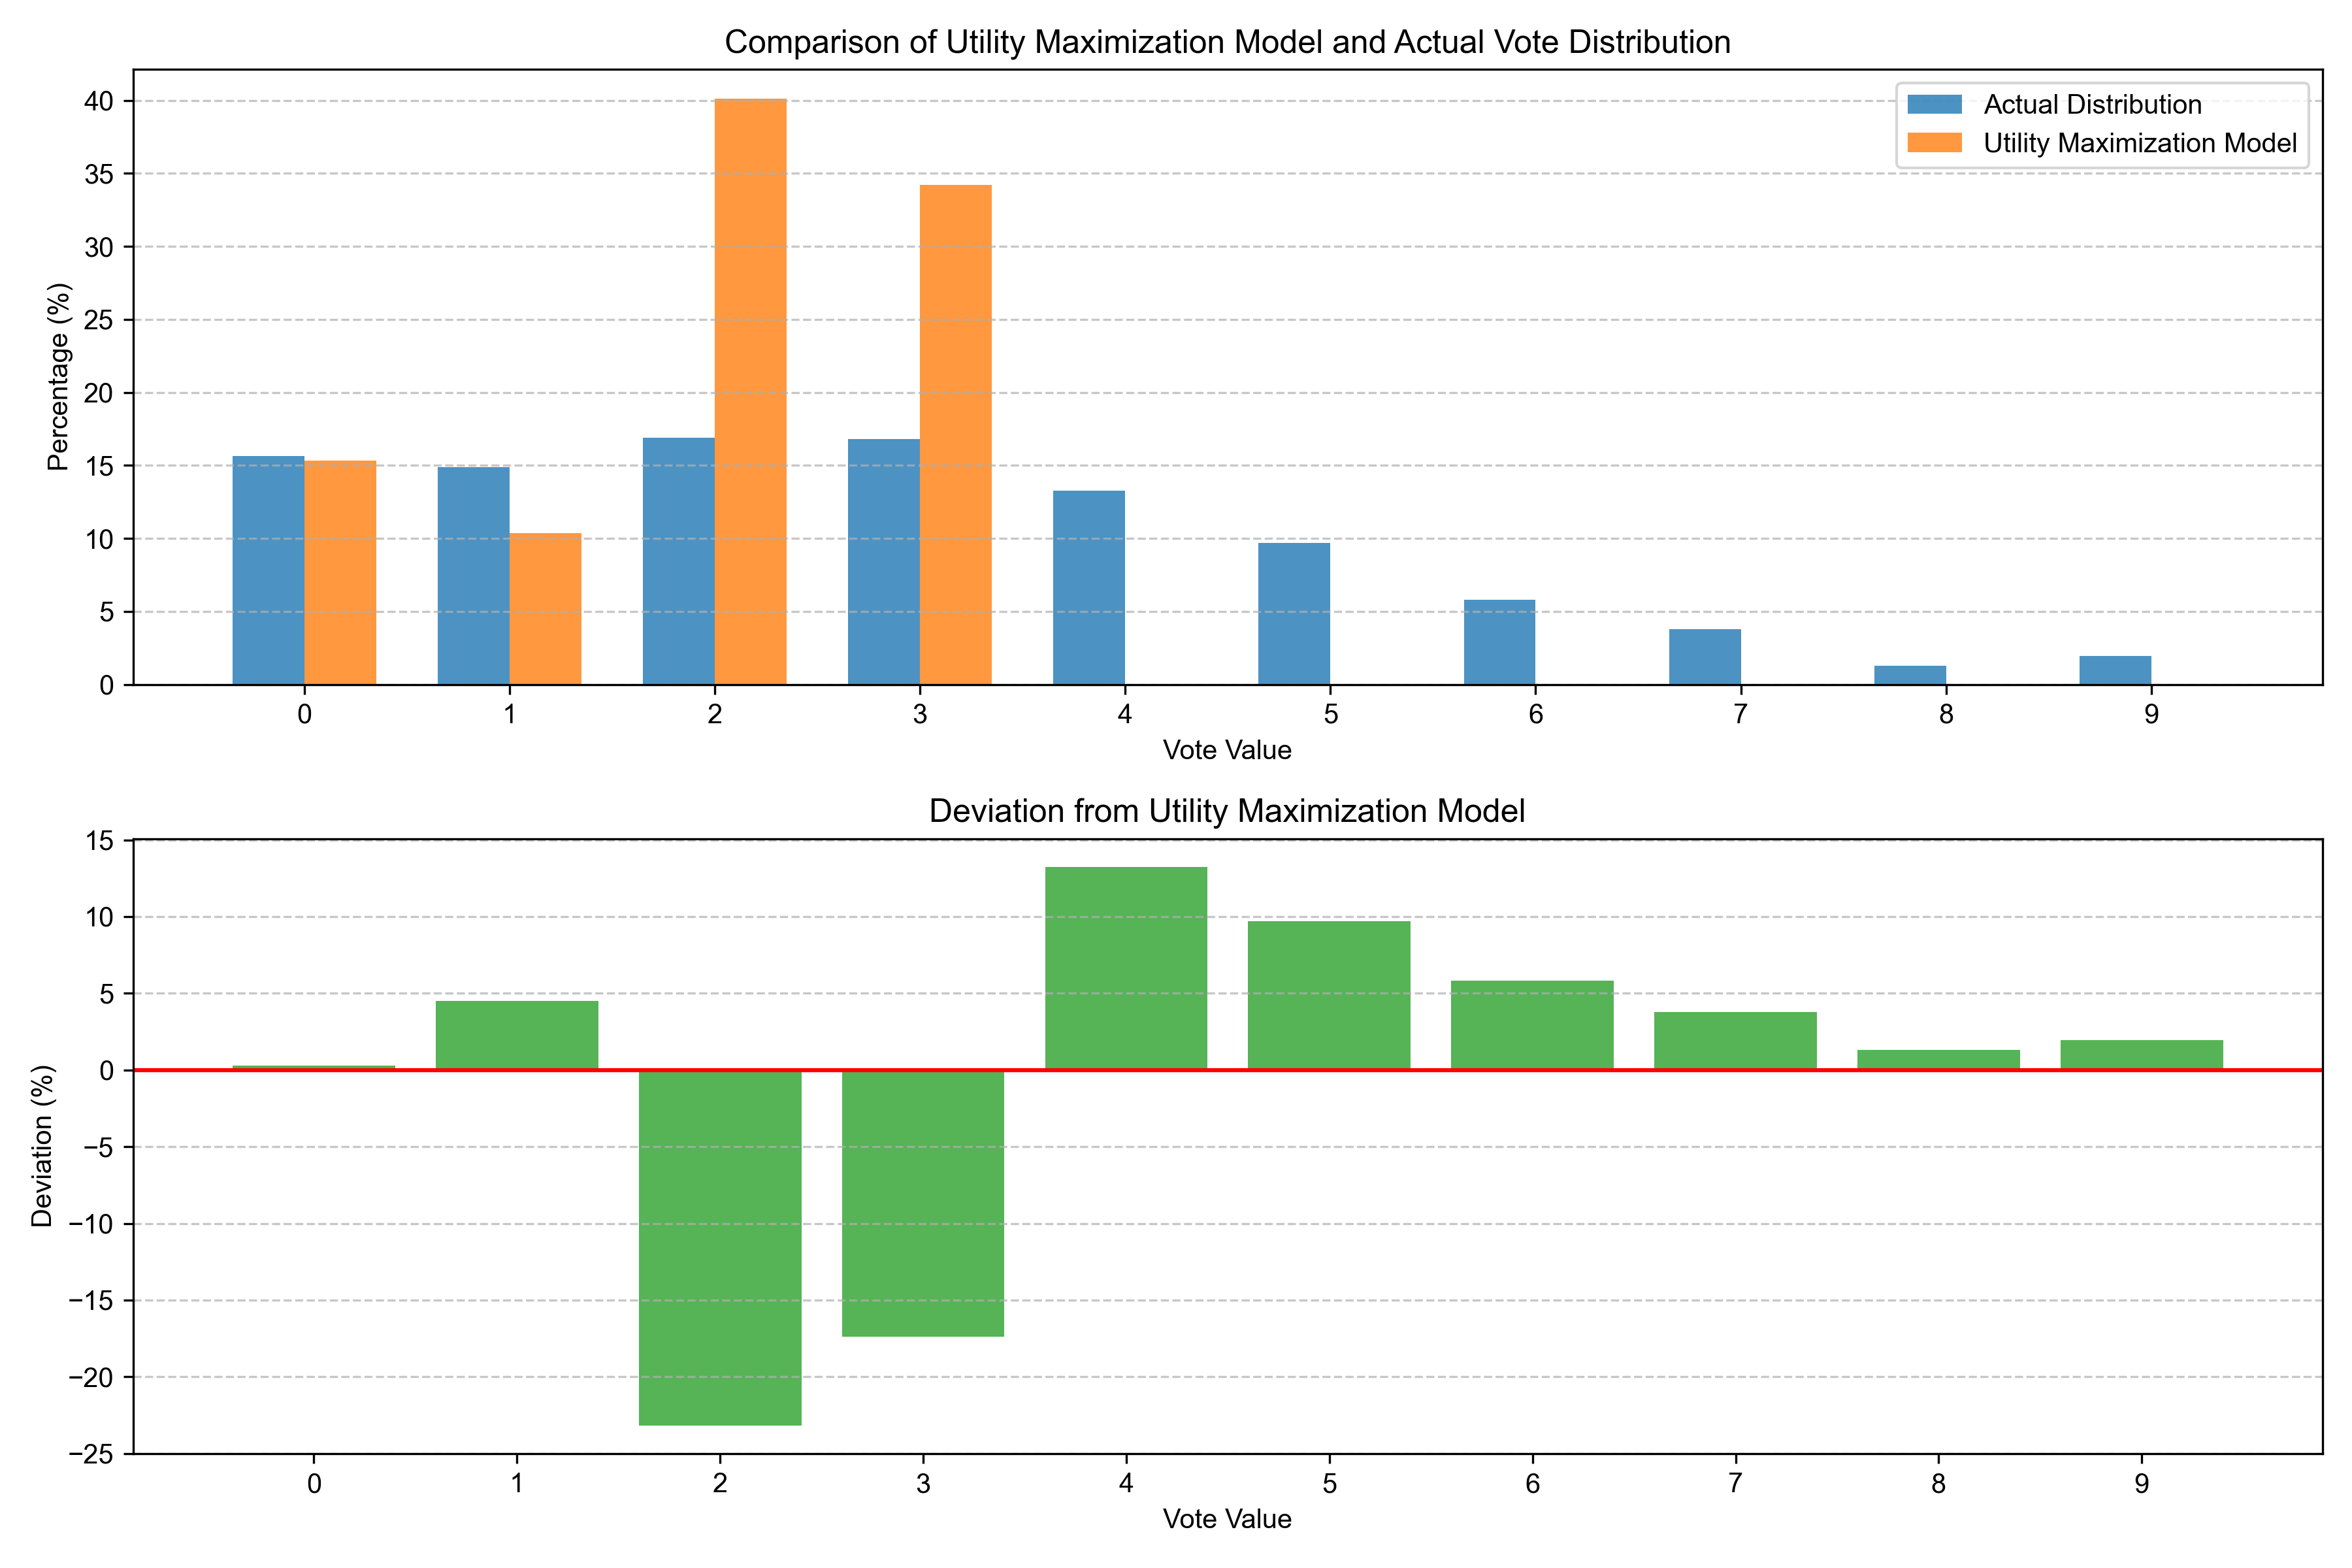 Comparison of Utility Maximization Model and Actual Vote Distribution
Actual Distribution
Utility Maximization Model
Percentage (%)
40
35
30
25
20
15
10
5
0
0 1 2 3 4 5 6 7 8 9
Vote Value
Deviation from Utility Maximization Model
Deviation (%)
15
10
5
0
−5
−10
−15
−20
−25
0 1 2 3 4 5 6 7 8 9
Vote Value